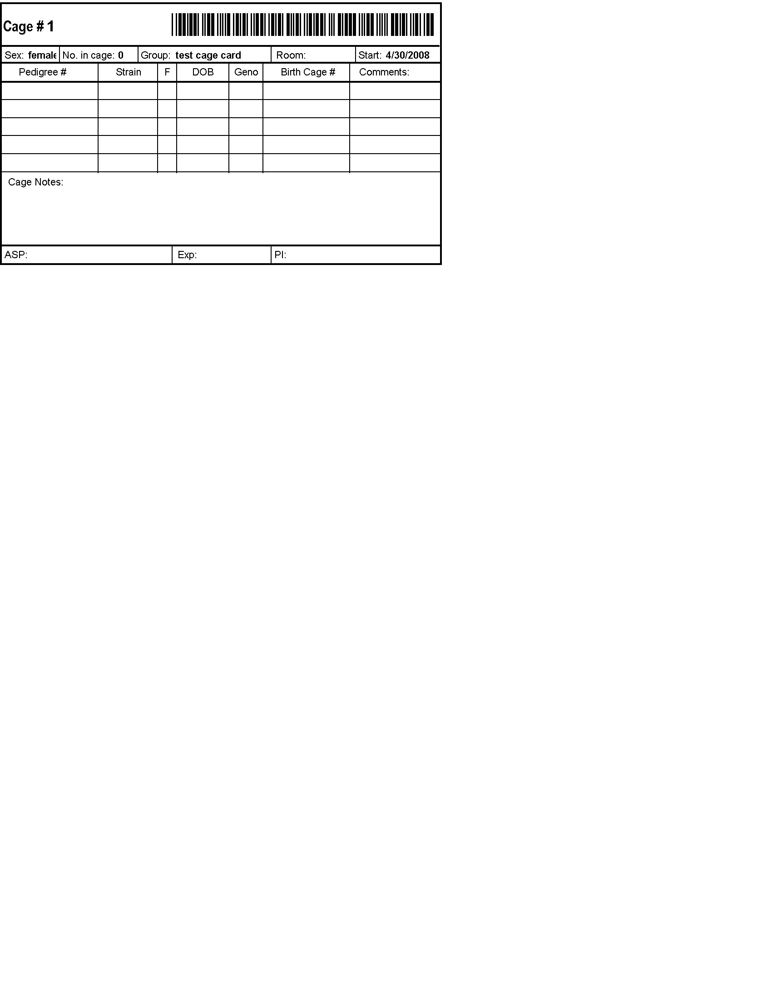 Cage # 1
Sex: female No. in cage: 0 Group: test cage card Room: Start: 4/30/2008
Pedigree # Strain F DOB Geno Birth Cage # Comments:
Cage Notes:
ASP: Exp: PI: